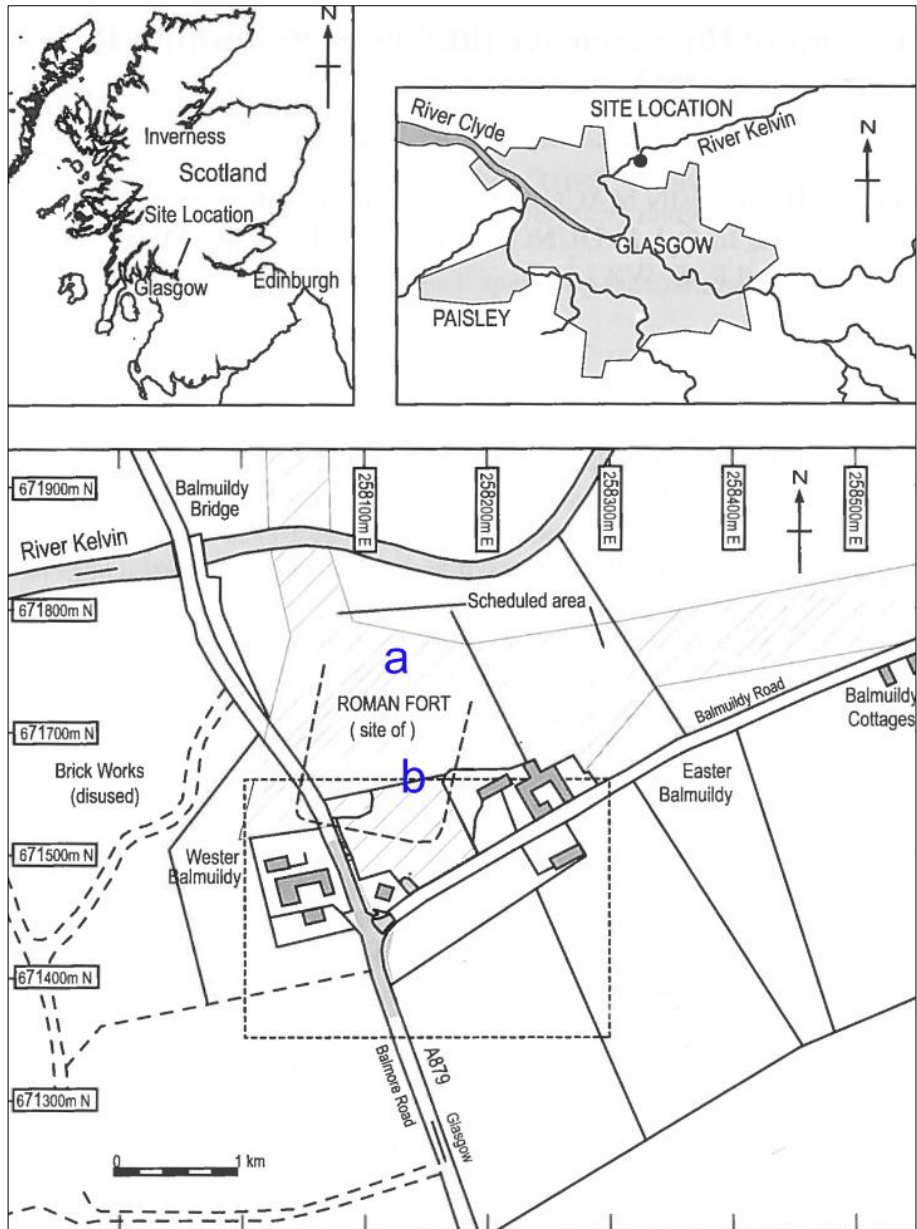 N
Inverness
Scotland
Site Location
Glasgow
Edinburgh
SITE LOCATION
River Clyde
River Kelvin
N
GLASGOW
PAISLEY
671900m N
Balmuildy
Bridge
258100m E
258200m E
258300m E
258400m E
258500m E
N
River Kelvin
671800m N
Scheduled area
a
ROMAN FORT
( site of )
b
671700m N
Brick Works
(disused)
Balmuildy Road
Balmuildy
Cottages
Easter
Balmuildy
671500m N
Wester
Balmuildy
671400m N
A879
Balmore Road
Glasgow
671300m N
0
1 km